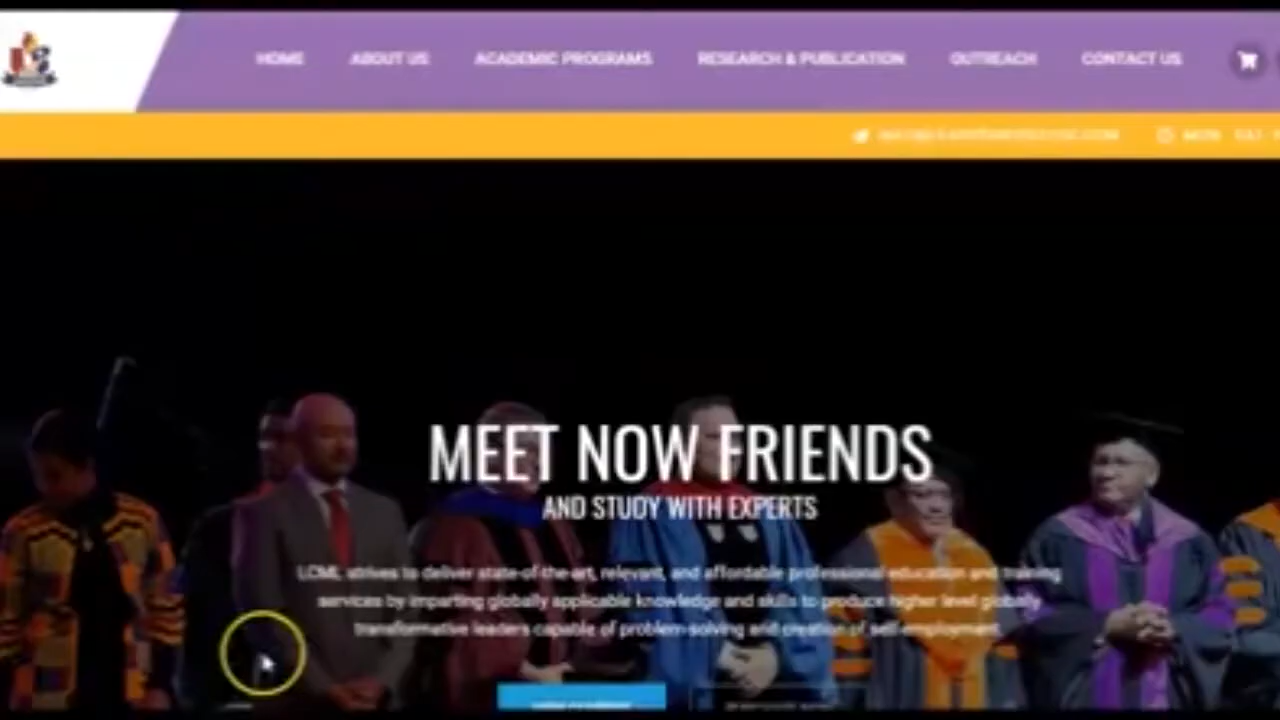 HOME ABOUT US ACADEMIC PROGRAMS RESEARCH & PUBLICATION OUTREACH CONTACT US
MEET NOW FRIENDS
AND STUDY WITH EXPERTS
LCML strives to deliver state-of-the-art, relevant, and affordable professional education and training
services by imparting globally applicable knowledge and skills to produce higher level globally
transformative leaders capable of problem-solving and creation of self-employment.